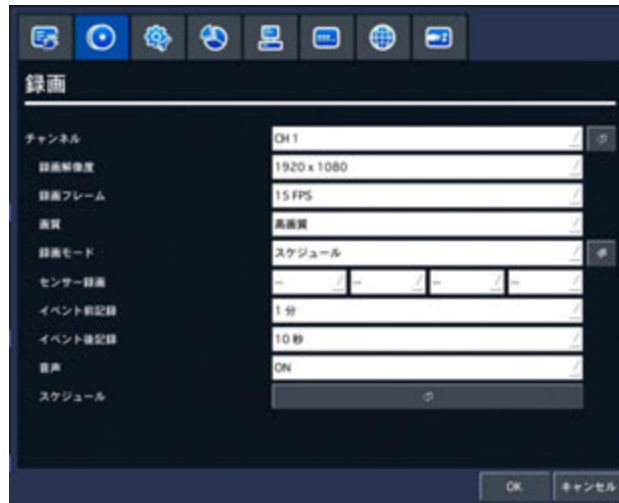 録画
チャンネル CH 1
録画解像度 1920 x 1080
録画フレーム 15 FPS
画質 高画質
録画モード スケジュール
センサー録画 -- -- -- --
イベント前記録 1 分
イベント後記録 10 秒
音声 ON
スケジュール
OK キャンセル